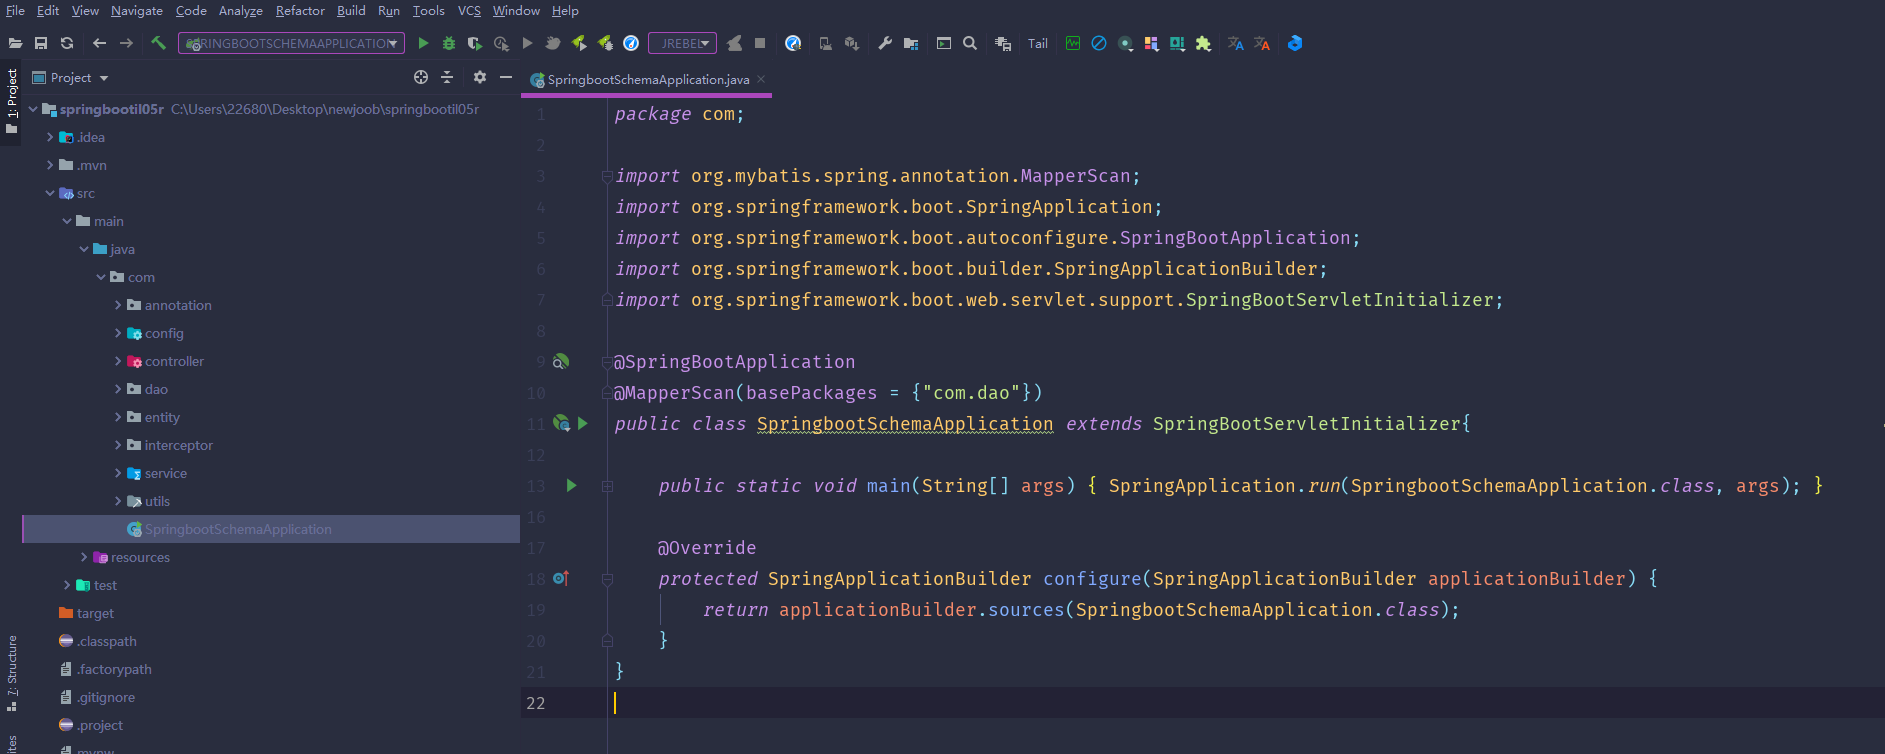 File Edit View Navigate Code Analyze Refactor Build Run Tools VCS Window Help
SPRINGBOOTSCHEMAAPPLICATION JREBEL Tail
1: Project
Project
SpringbootSchemaApplication.java
springbootil05r C:\Users\22680\Desktop\newjoob\springbootil05r
.idea
.mvn
src
main
java
com
annotation
config
controller
dao
entity
interceptor
service
utils
SpringbootSchemaApplication
resources
test
target
.classpath
.factorypath
.gitignore
.project
mvnw
7: Structure
1 package com;
2
3 import org.mybatis.spring.annotation.MapperScan;
4 import org.springframework.boot.SpringApplication;
5 import org.springframework.boot.autoconfigure.SpringBootApplication;
6 import org.springframework.boot.builder.SpringApplicationBuilder;
7 import org.springframework.boot.web.servlet.support.SpringBootServletInitializer;
8
9 @SpringBootApplication
10 @MapperScan(basePackages = {"com.dao"})
11 public class SpringbootSchemaApplication extends SpringBootServletInitializer{
12
13 public static void main(String[] args) { SpringApplication.run(SpringbootSchemaApplication.class, args); }
16
17 @Override
18 protected SpringApplicationBuilder configure(SpringApplicationBuilder applicationBuilder) {
19 return applicationBuilder.sources(SpringbootSchemaApplication.class);
20 }
21 }
22